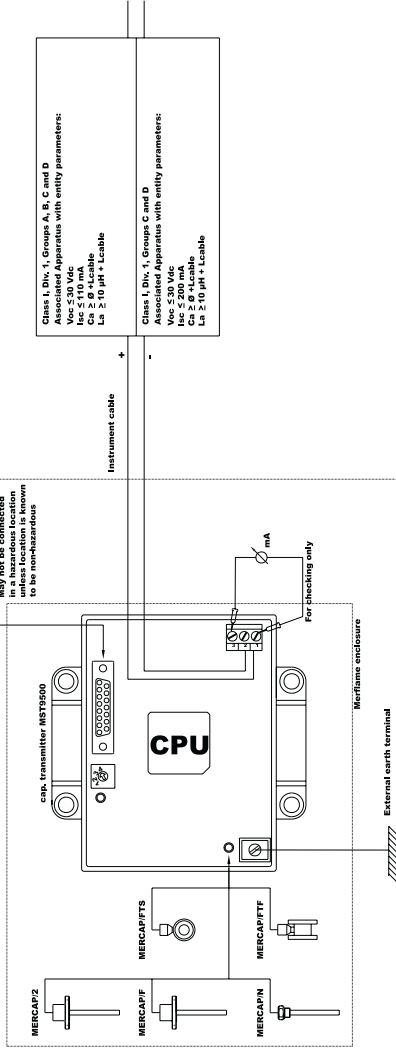 Class I, Div. 1, Groups A, B, C and D
Associated Apparatus with entity parameters:
Voc ≤ 30 Vdc
Isc ≤ 110 mA
Ca ≥ Ø +Lcable
La ≥ 10 µH + Lcable
Class I, Div. 1, Groups C and D
Associated Apparatus with entity parameters:
Voc ≤ 30 Vdc
Isc ≤ 200 mA
Ca ≥ Ø +Lcable
La ≥ 10 µH + Lcable
+
-
Instrument cable
May not be connected
in a hazardous location
unless location is known
to be non-hazardous
mA
For checking only
3
2
1
Merflame enclosure
cap. transmitter MST9500
CPU
External earth terminal
MERCAP/FTS
MERCAP/FTF
MERCAP/2
MERCAP/F
MERCAP/N